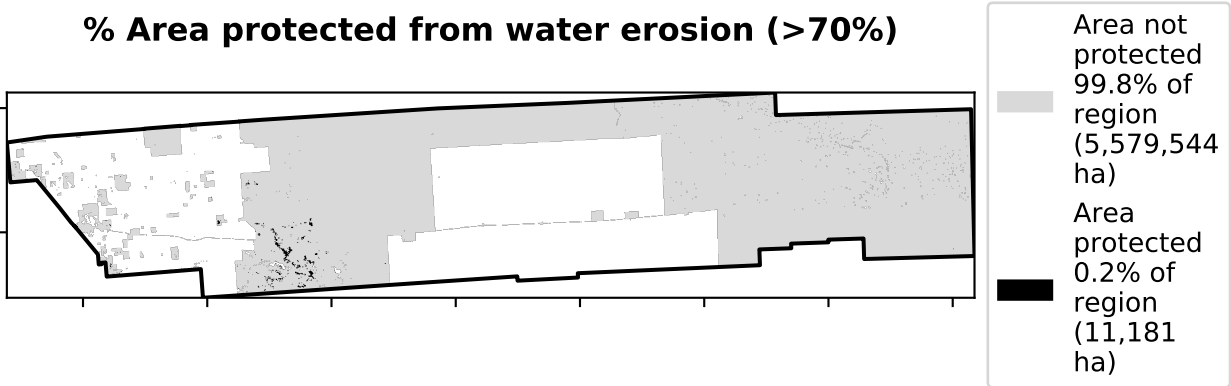 % Area protected from water erosion (>70%)
Area not
protected
99.8% of
region
(5,579,544
ha)
Area
protected
0.2% of
region
(11,181
ha)